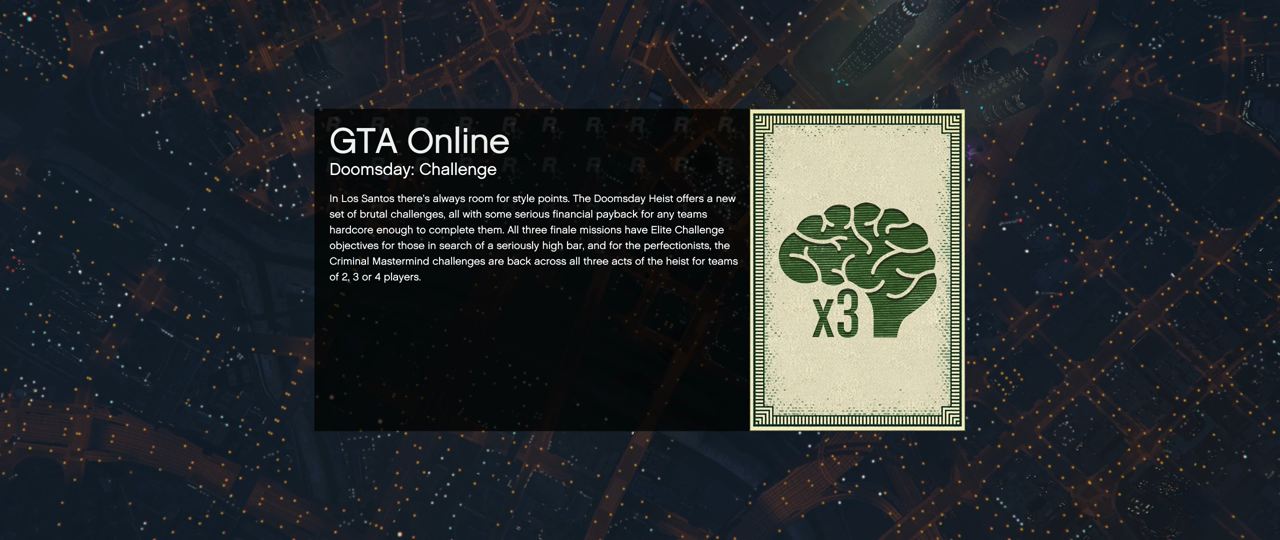 GTA Online
Doomsday: Challenge
In Los Santos there's always room for style points. The Doomsday Heist offers a new
set of brutal challenges, all with some serious financial payback for any teams
hardcore enough to complete them. All three finale missions have Elite Challenge
objectives for those in search of a seriously high bar, and for the perfectionists, the
Criminal Mastermind challenges are back across all three acts of the heist for teams
of 2, 3 or 4 players.
x3